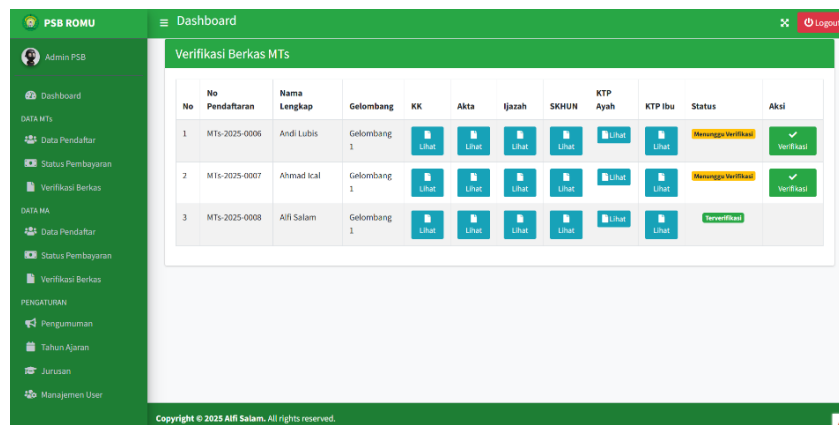 PSB ROMU
Dashboard
Logout
Admin PSB
Dashboard
DATA MTs
Data Pendaftar
Status Pembayaran
Verifikasi Berkas
DATA MA
Data Pendaftar
Status Pembayaran
Verifikasi Berkas
PENGATURAN
Pengumuman
Tahun Ajaran
Jurusan
Manajemen User
Verifikasi Berkas MTs
No No Pendaftaran Nama Lengkap Gelombang KK Akta Ijazah SKHUN KTP Ayah KTP Ibu Status Aksi
1 MTs-2025-0006 Andi Lubis Gelombang 1 Lihat Lihat Lihat Lihat Lihat Lihat Menunggu Verifikasi Verifikasi
2 MTs-2025-0007 Ahmad Ical Gelombang 1 Lihat Lihat Lihat Lihat Lihat Lihat Menunggu Verifikasi Verifikasi
3 MTs-2025-0008 Alfi Salam Gelombang 1 Lihat Lihat Lihat Lihat Lihat Lihat Terverifikasi
Copyright © 2025 Alfi Salam. All rights reserved.